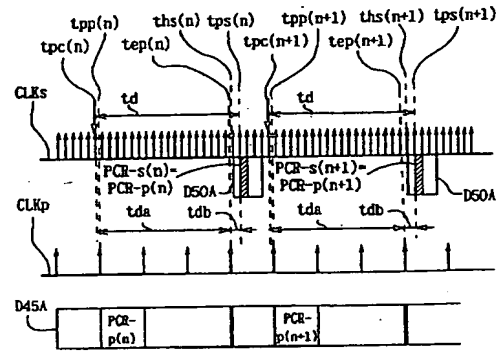 tpp(n) ths(n) tps(n) tpp(n+1) ths(n+1) tps(n+1)
tpc(n) tep(n) tpc(n+1) tep(n+1)
td td
CLKs
PCR-s(n)= PCR-s(n+1)=
PCR-p(n) D50A PCR-p(n+1) D50A
tda tdb tda tdb
CLKp
D45A
PCR- PCR-
p(n) p(n+1)